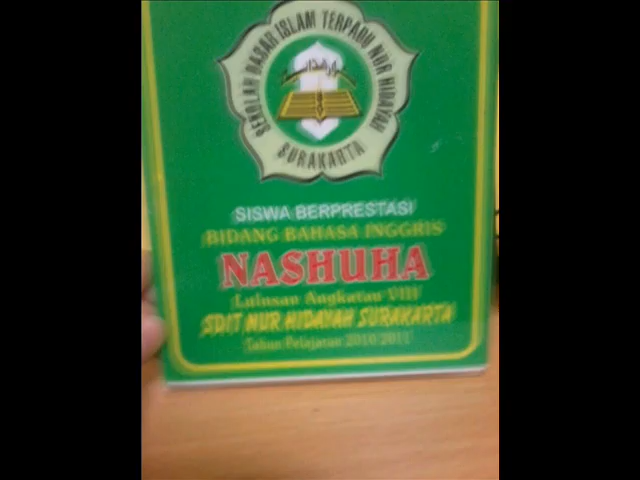 SEKOLAH DASAR ISLAM TERPADU NUR HIDAYAH
SURAKARTA
SISWA BERPRESTASI
BIDANG BAHASA INGGRIS
NASHUHA
Lulusan Angkatan VIII
SDIT NUR HIDAYAH SURAKARTA
Tahun Pelajaran 2010/2011